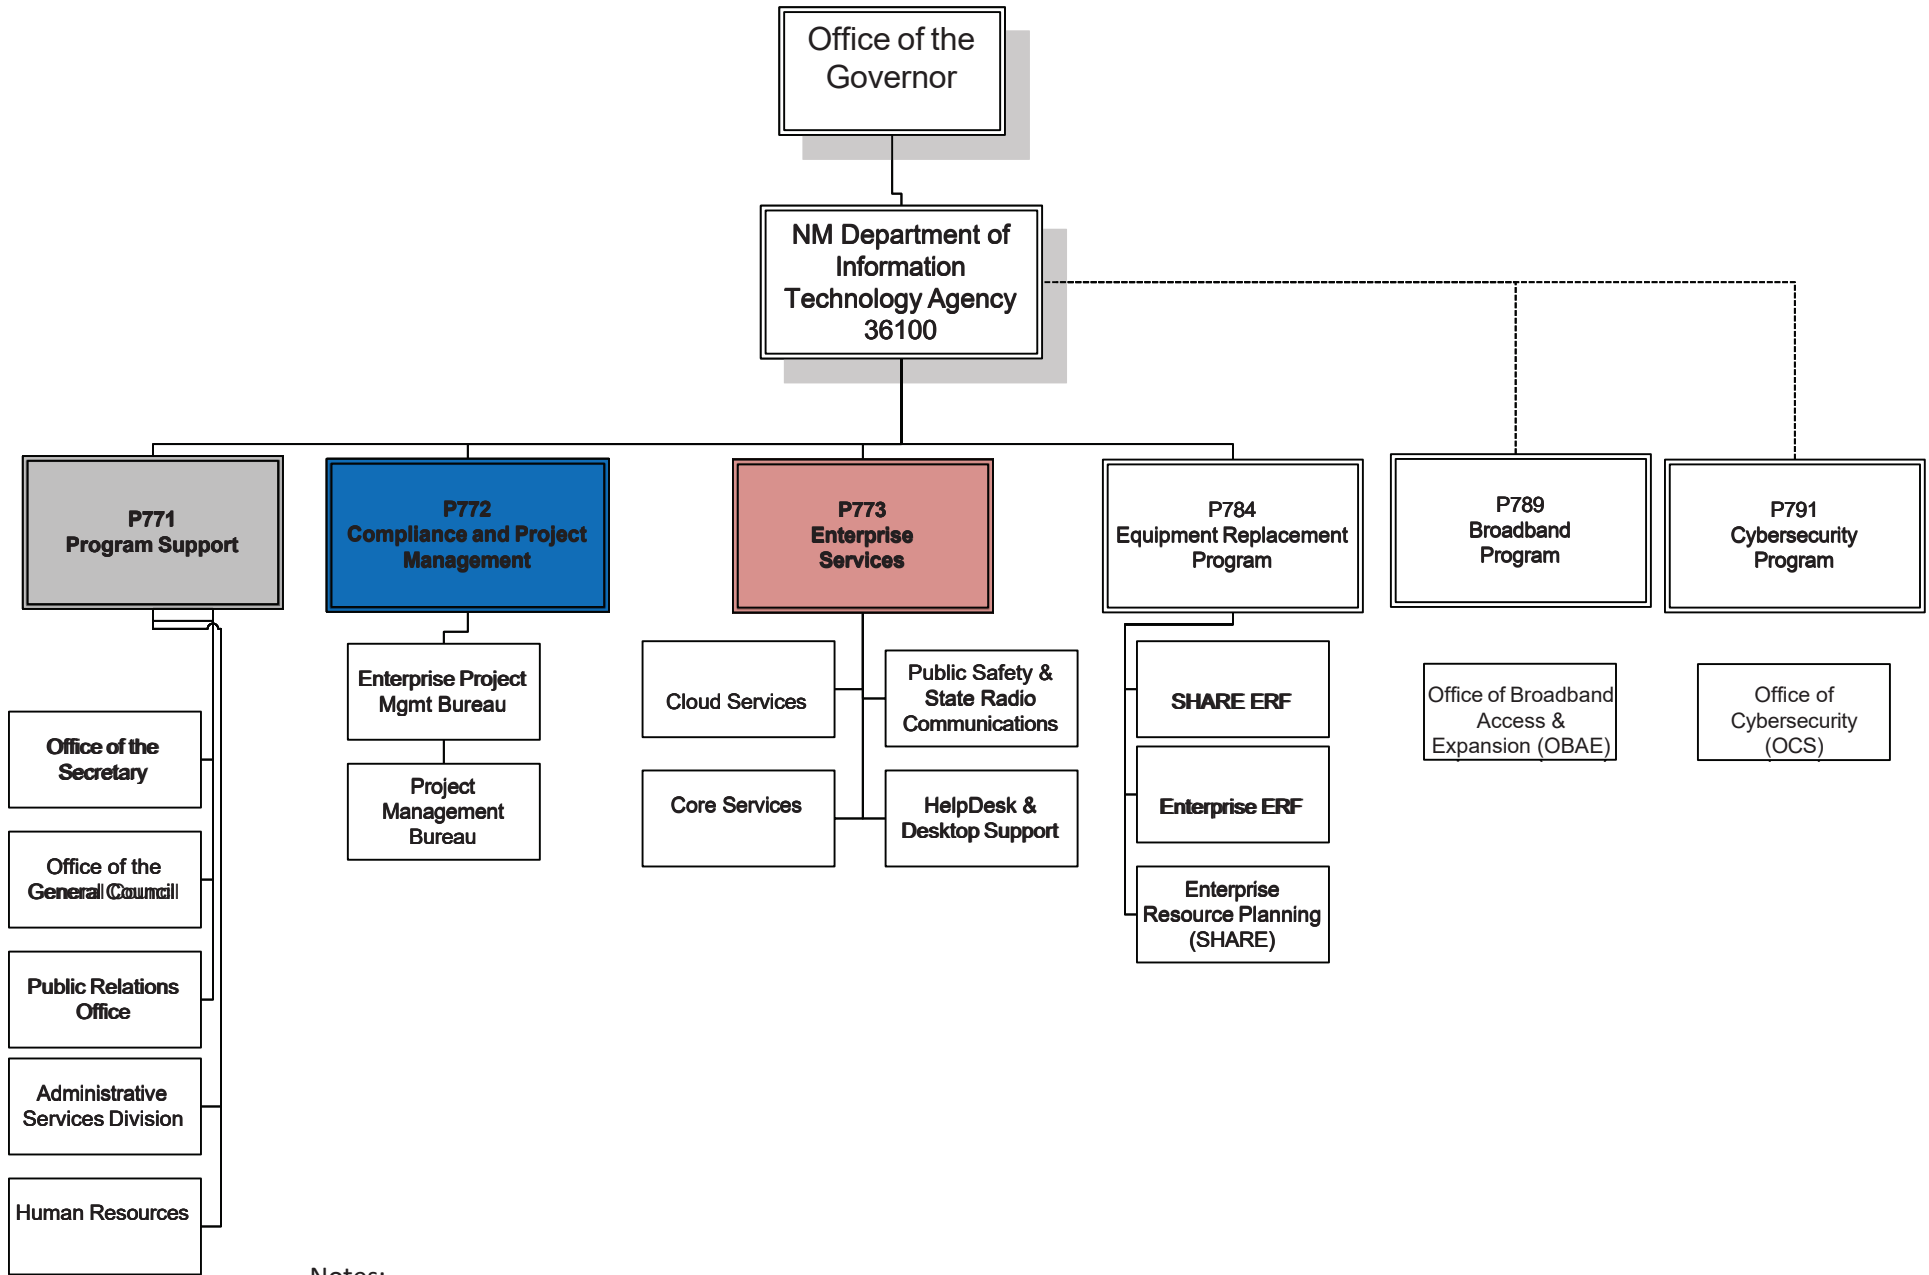 Office of the
Governor
NM Department of
Information
Technology Agency
36100
P771
Program Support
P772
Compliance and Project
Management
P773
Enterprise
Services
P784
Equipment Replacement
Program
P789
Broadband
Program
P791
Cybersecurity
Program
Office of the
Secretary
Office of the
General Council
Public Relations
Office
Administrative
Services Division
Human Resources
Enterprise Project
Mgmt Bureau
Project
Management
Bureau
Cloud Services
Core Services
Public Safety &
State Radio
Communications
HelpDesk &
Desktop Support
SHARE ERF
Enterprise ERF
Enterprise
Resource Planning
(SHARE)
Office of Broadband
Access &
Expansion (OBAE)
Office of
Cybersecurity
(OCS)
Notes: